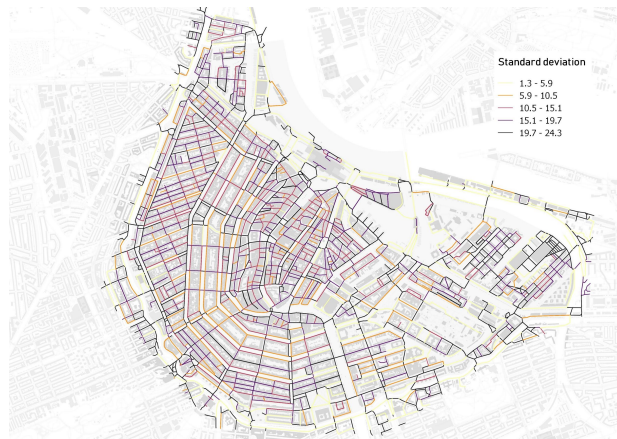 Standard deviation
1.3 - 5.9
5.9 - 10.5
10.5 - 15.1
15.1 - 19.7
19.7 - 24.3